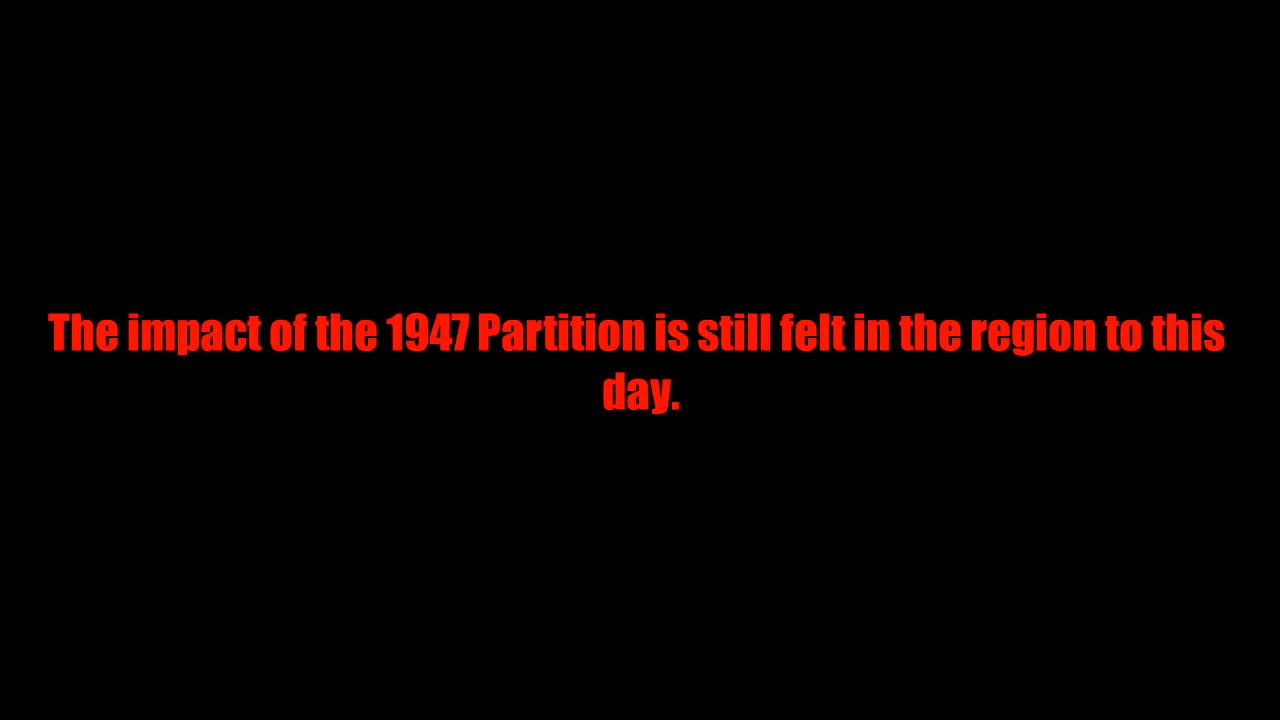 The impact of the 1947 Partition is still felt in the region to this
day.